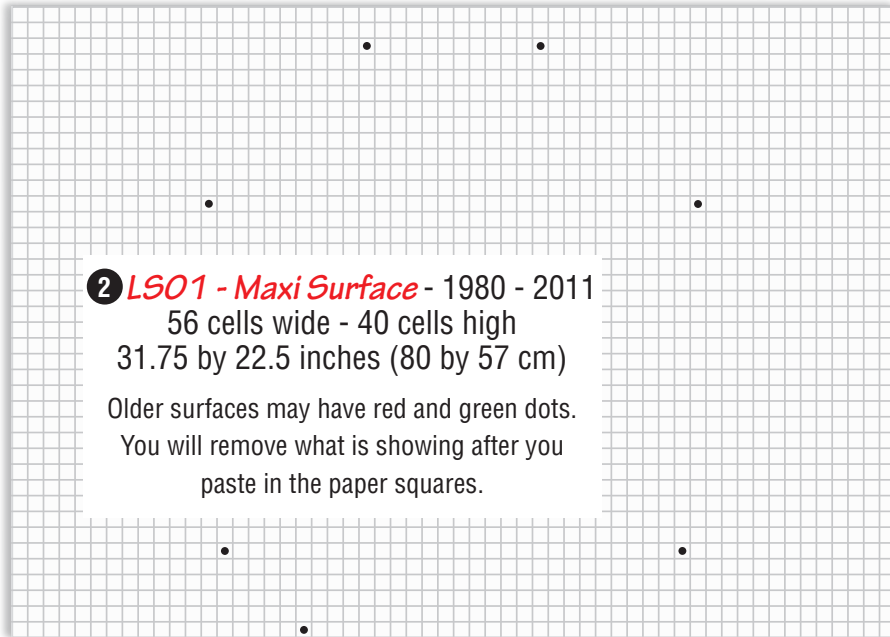 2 LSO1 - Maxi Surface - 1980 - 2011
56 cells wide - 40 cells high
31.75 by 22.5 inches (80 by 57 cm)
Older surfaces may have red and green dots.
You will remove what is showing after you
paste in the paper squares.